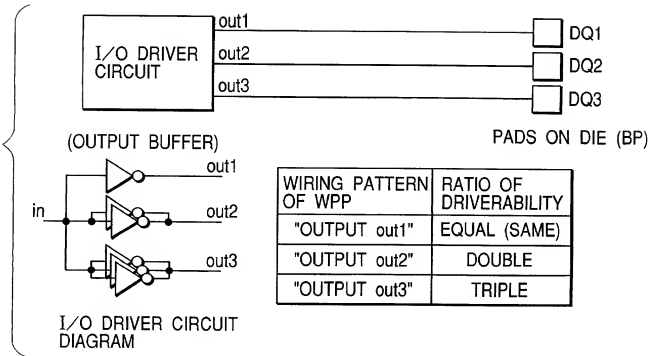 out1
I/O DRIVER
CIRCUIT
DQ1
out2
DQ2
out3
DQ3
PADS ON DIE (BP)
(OUTPUT BUFFER)
out1
in
out2
out3
I/O DRIVER CIRCUIT
DIAGRAM
WIRING PATTERN
OF WPP
RATIO OF
DRIVERABILITY
"OUTPUT out1"
EQUAL (SAME)
"OUTPUT out2"
DOUBLE
"OUTPUT out3"
TRIPLE